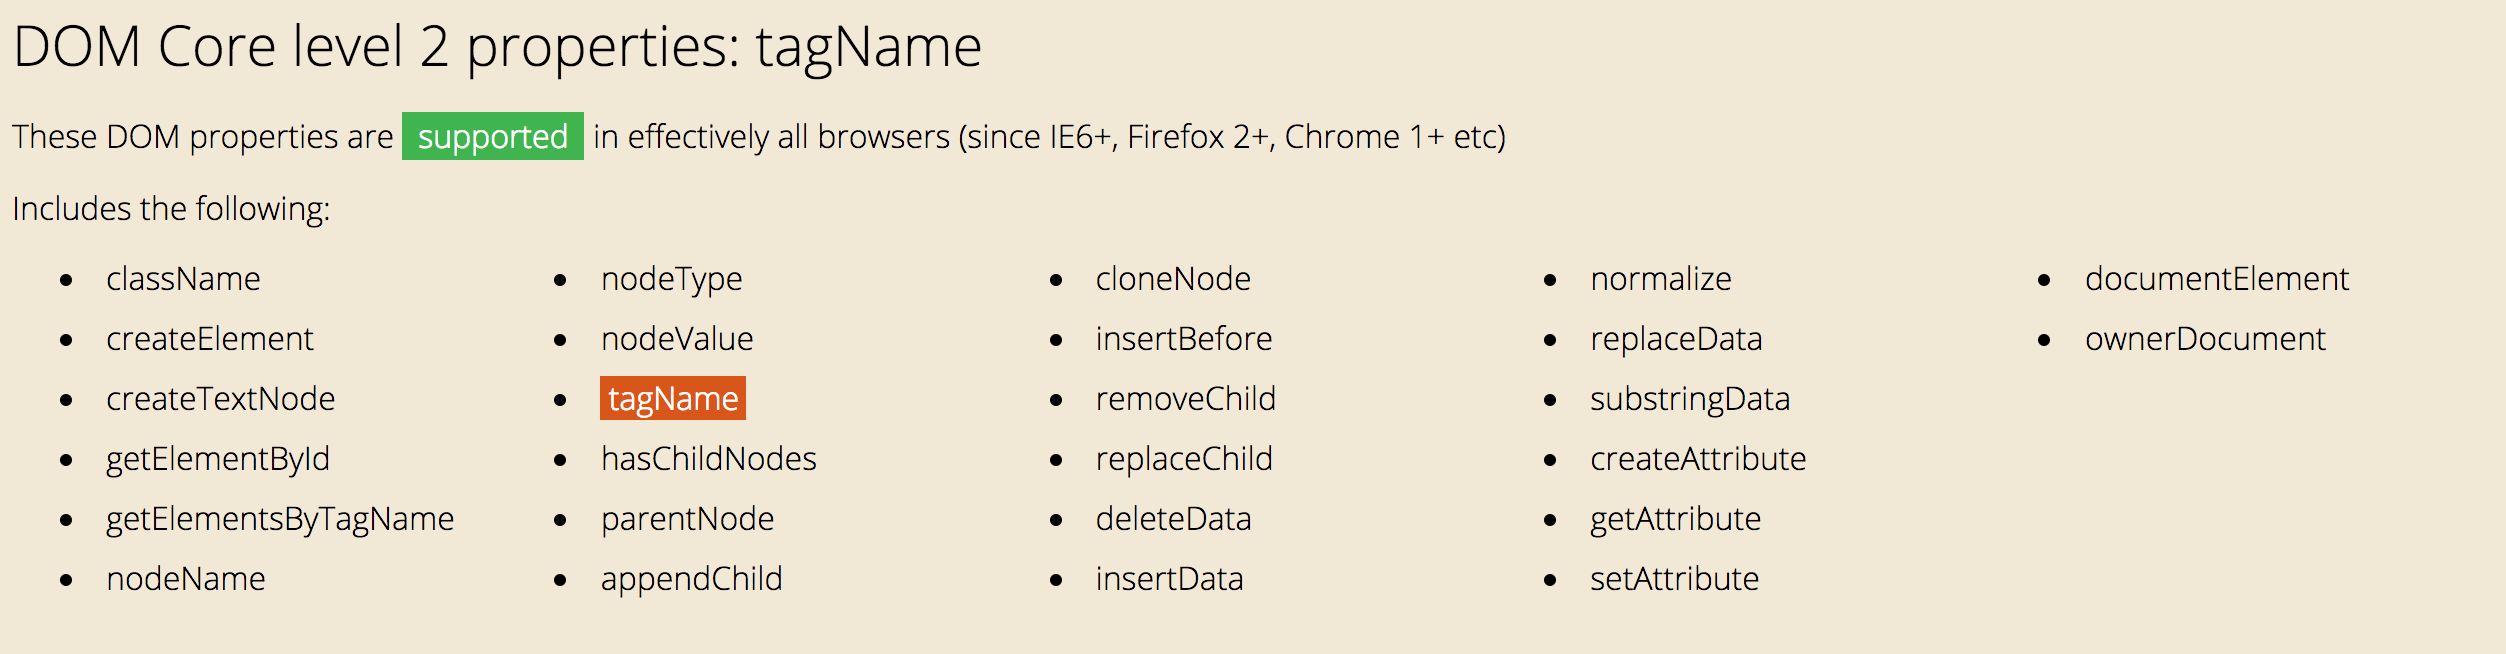 DOM Core level 2 properties: tagName
These DOM properties are supported in effectively all browsers (since IE6+, Firefox 2+, Chrome 1+ etc)
Includes the following:
className
createElement
createTextNode
getElementById
getElementsByTagName
nodeName
nodeType
nodeValue
tagName
hasChildNodes
parentNode
appendChild
cloneNode
insertBefore
removeChild
replaceChild
deleteData
insertData
normalize
replaceData
substringData
createAttribute
getAttribute
setAttribute
documentElement
ownerDocument